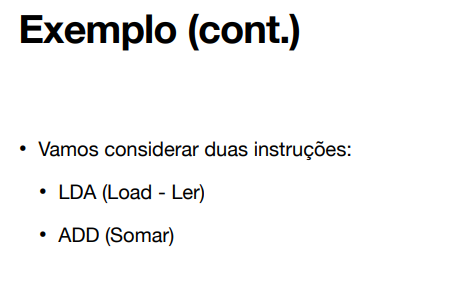 Exemplo (cont.)
• Vamos considerar duas instruções:
• LDA (Load - Ler)
• ADD (Somar)